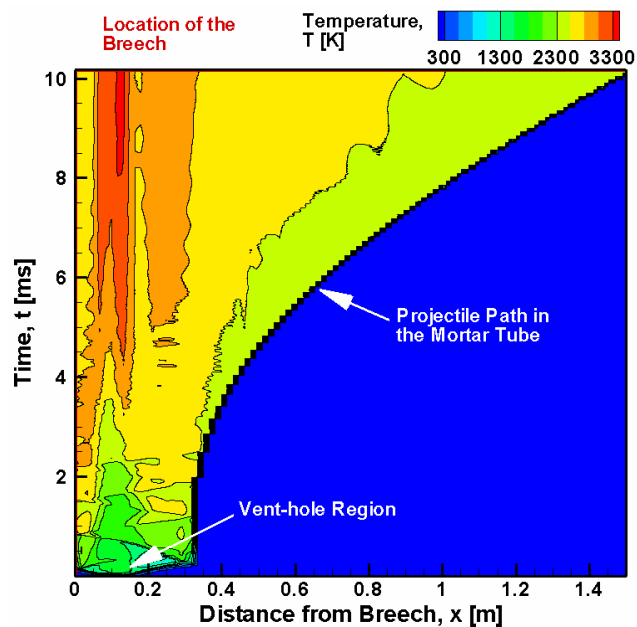 Location of the
Breech
Temperature,
T [K]
300 1300 2300 3300
10
8
6
4
2
Time, t [ms]
Projectile Path in
the Mortar Tube
Vent-hole Region
0 0.2 0.4 0.6 0.8 1 1.2 1.4
Distance from Breech, x [m]